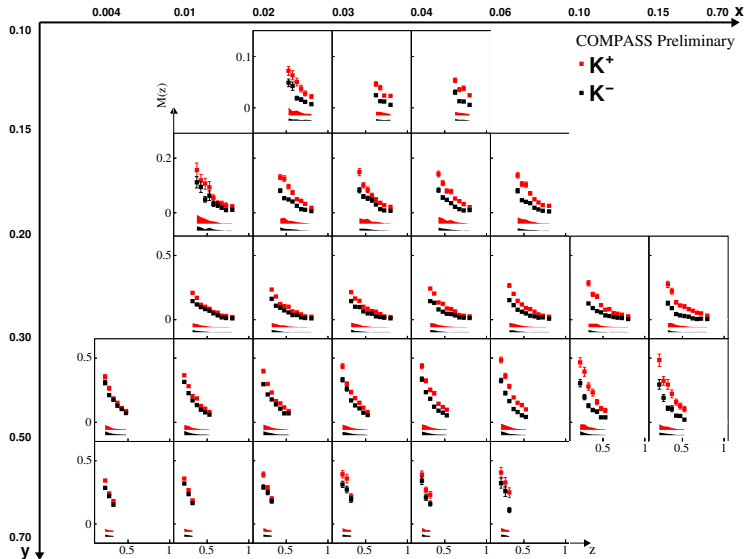 0.004 0.01 0.02 0.03 0.04 0.06 0.10 0.15 0.70 x
0.10
COMPASS Preliminary
K+
K−
0.1
M(z)
0
0.15
0.2
0
0.20
0.5
0
0.30
0.5
0
0.5 1 0.5 1
0.50
0.5
0
0.70
y
0.5 1 0.5 1 0.5 1 0.5 1 0.5 1 0.5 z